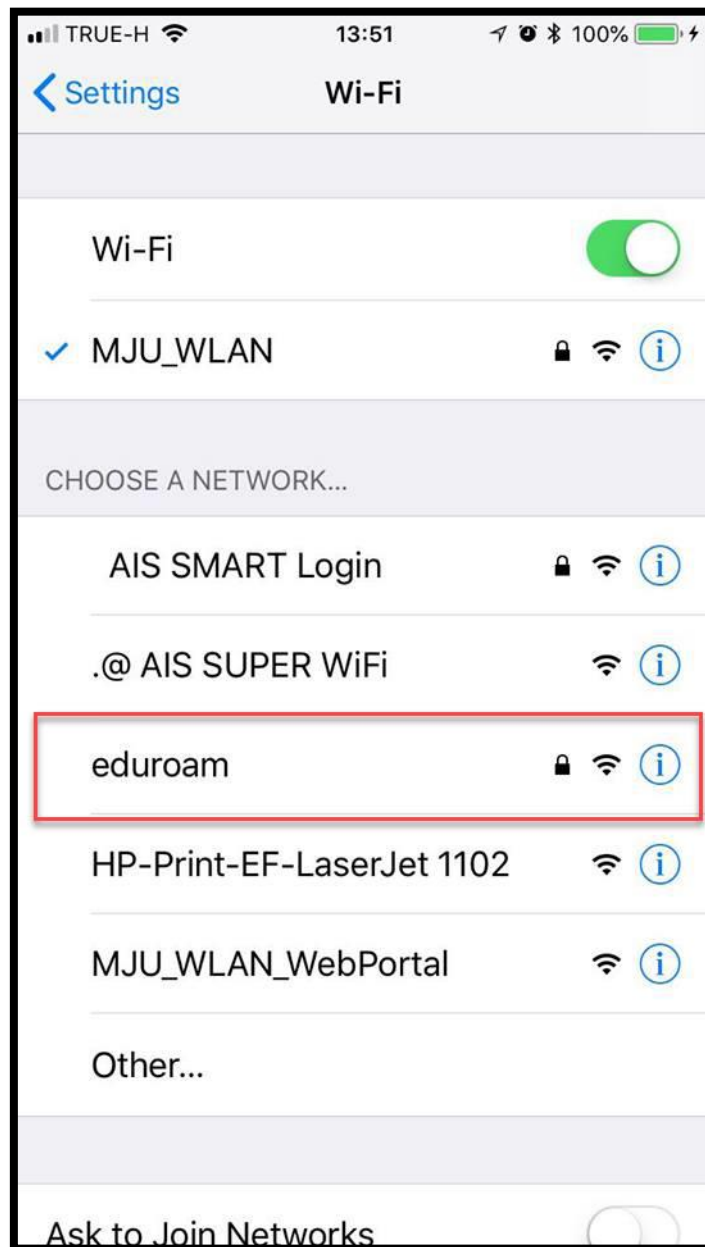 TRUE-H 13:51 100%
Settings Wi-Fi
Wi-Fi
MJU_WLAN
CHOOSE A NETWORK...
AIS SMART Login
.@ AIS SUPER WiFi
eduroam
HP-Print-EF-LaserJet 1102
MJU_WLAN_WebPortal
Other...
Ask to Join Networks